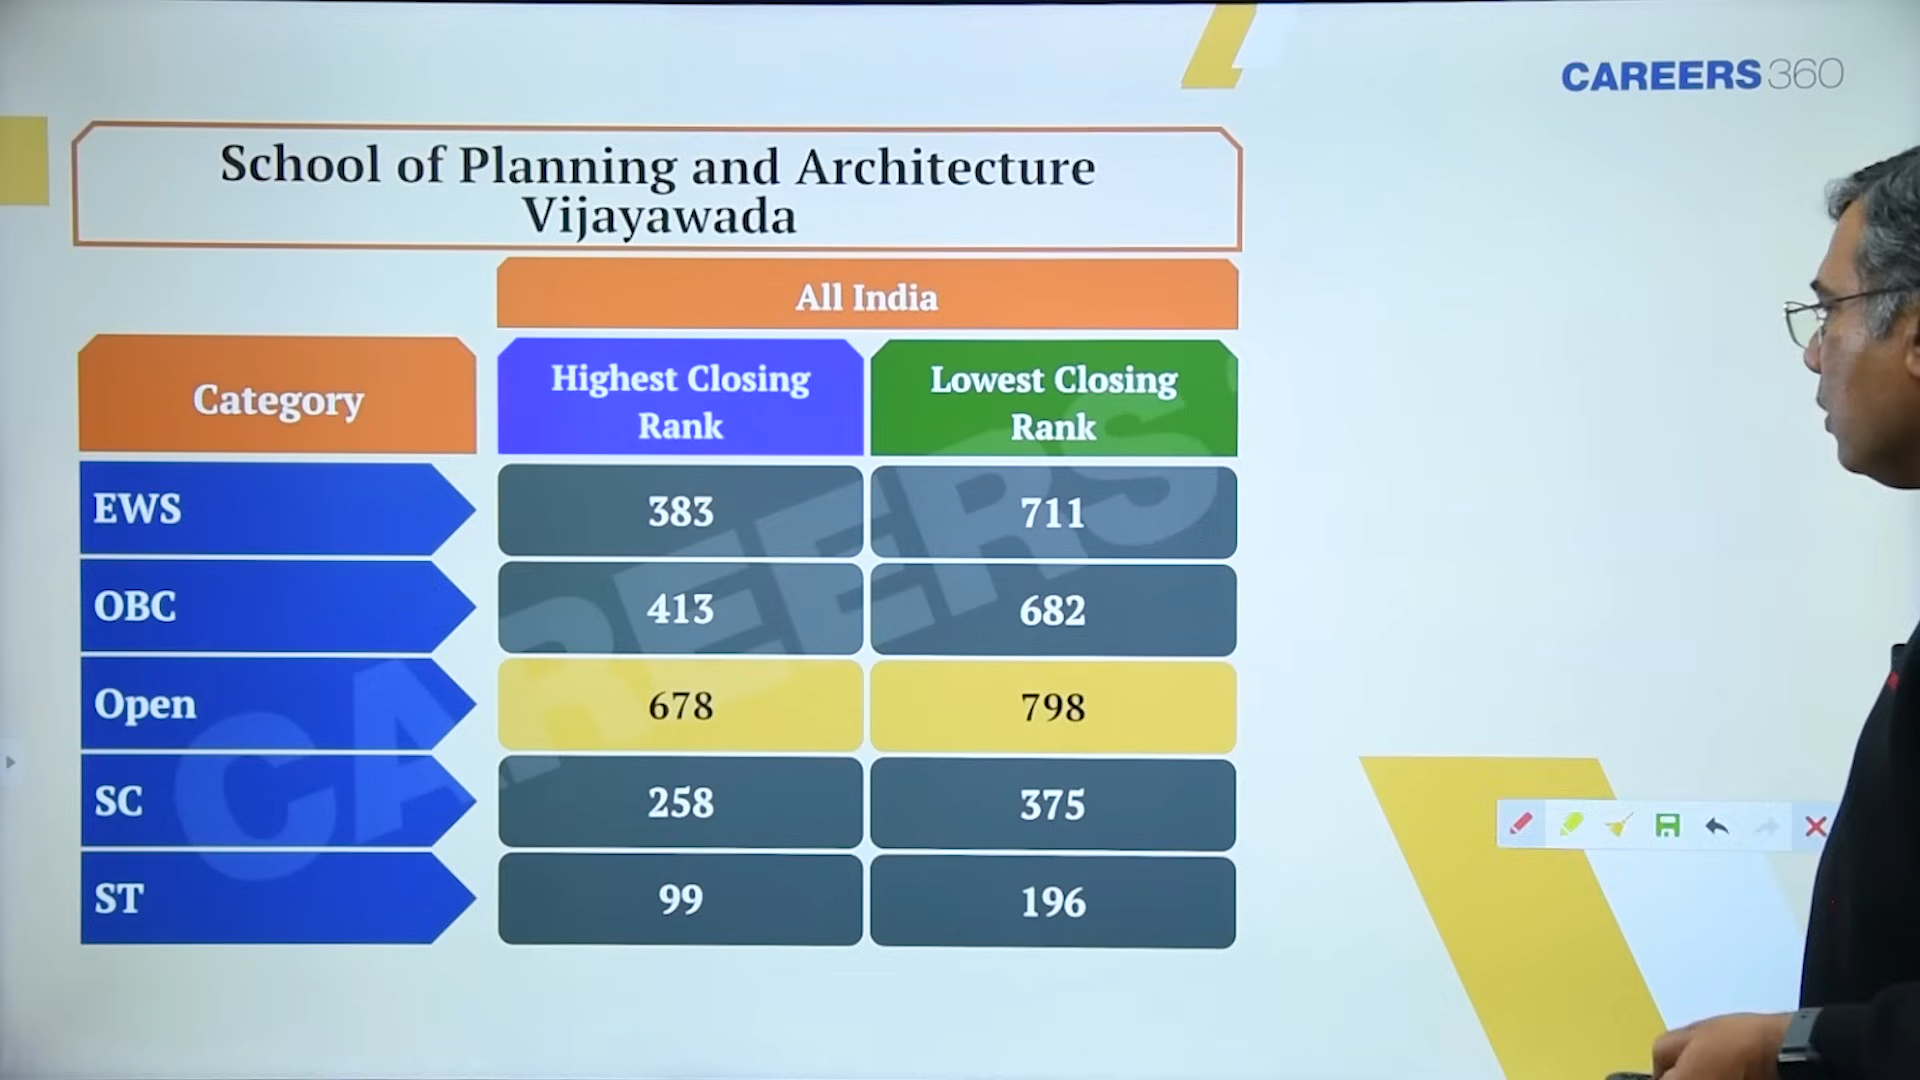 CAREERS360
School of Planning and Architecture
Vijayawada
All India
Category
Highest Closing
Rank
Lowest Closing
Rank
EWS
383
711
OBC
413
682
Open
678
798
SC
258
375
ST
99
196
CAREERS